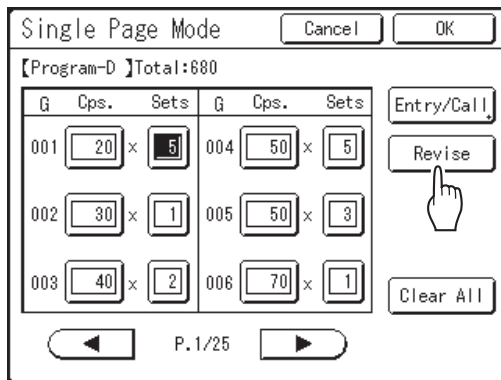 Single Page Mode Cancel OK
【Program-D 】Total:680
G Cps. Sets G Cps. Sets Entry/Call
001 20 × 5 004 50 × 5 Revise
002 30 × 1 005 50 × 3
003 40 × 2 006 70 × 1 Clear All
◀ P.1/25 ▶